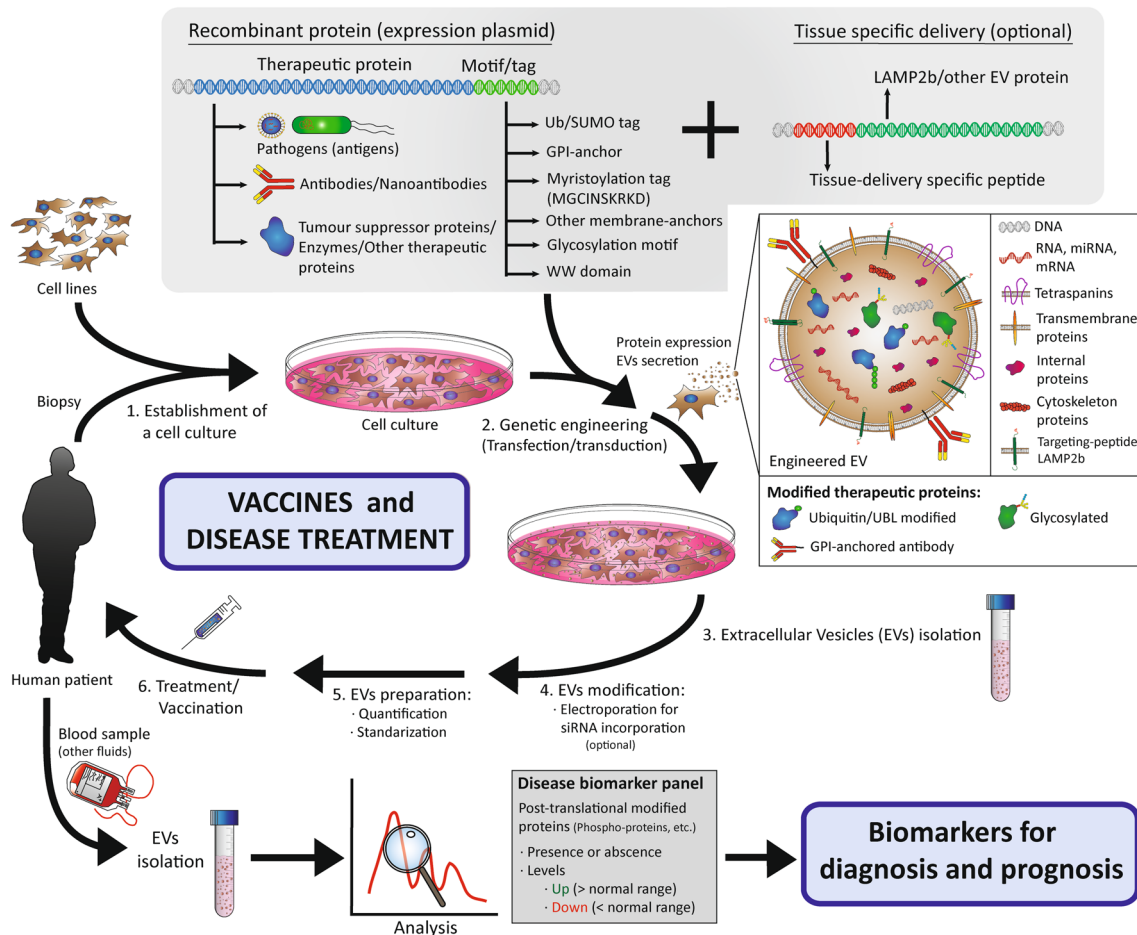 Recombinant protein (expression plasmid)
Therapeutic protein
Motif/tag
Pathogens (antigens)
Antibodies/Nanoantibodies
Tumour suppressor proteins/
Enzymes/Other therapeutic
proteins
Ub/SUMO tag
GPI-anchor
Myristoylation tag
(MGCINSKRKD)
Other membrane-anchors
Glycosylation motif
WW domain
+
Tissue specific delivery (optional)
LAMP2b/other EV protein
Tissue-delivery specific peptide
Cell lines
Biopsy
1. Establishment of
a cell culture
Cell culture
2. Genetic engineering
(Transfection/transduction)
Protein expression
EVs secretion
Engineered EV
DNA
RNA, miRNA,
mRNA
Tetraspanins
Transmembrane
proteins
Internal
proteins
Cytoskeleton
proteins
Targeting-peptide
LAMP2b
Modified therapeutic proteins:
Ubiquitin/UBL modified
Glycosylated
GPI-anchored antibody
VACCINES and
DISEASE TREATMENT
3. Extracellular Vesicles (EVs) isolation
4. EVs modification:
· Electroporation for
siRNA incorporation
(optional)
5. EVs preparation:
· Quantification
· Standarization
6. Treatment/
Vaccination
Human patient
Blood sample
(other fluids)
EVs
isolation
Analysis
Disease biomarker panel
Post-translational modified
proteins (Phospho-proteins, etc.)
· Presence or abscence
· Levels
· Up (> normal range)
· Down (< normal range)
Biomarkers for
diagnosis and prognosis